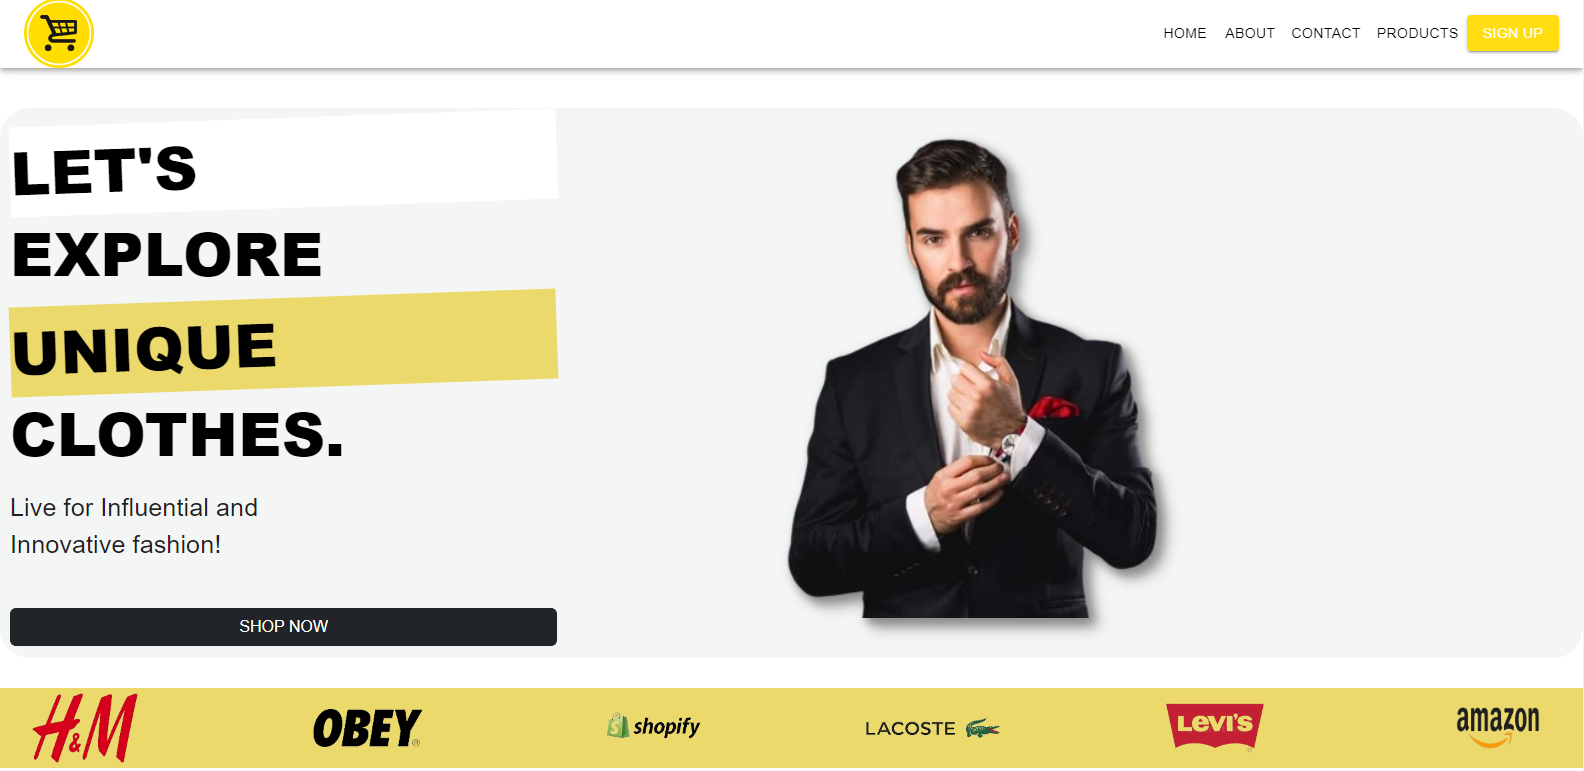 HOME ABOUT CONTACT PRODUCTS SIGN UP
LET'S
EXPLORE
UNIQUE
CLOTHES.
Live for Influential and
Innovative fashion!
SHOP NOW
H&M OBEY® shopify LACOSTE LEVI'S® amazon